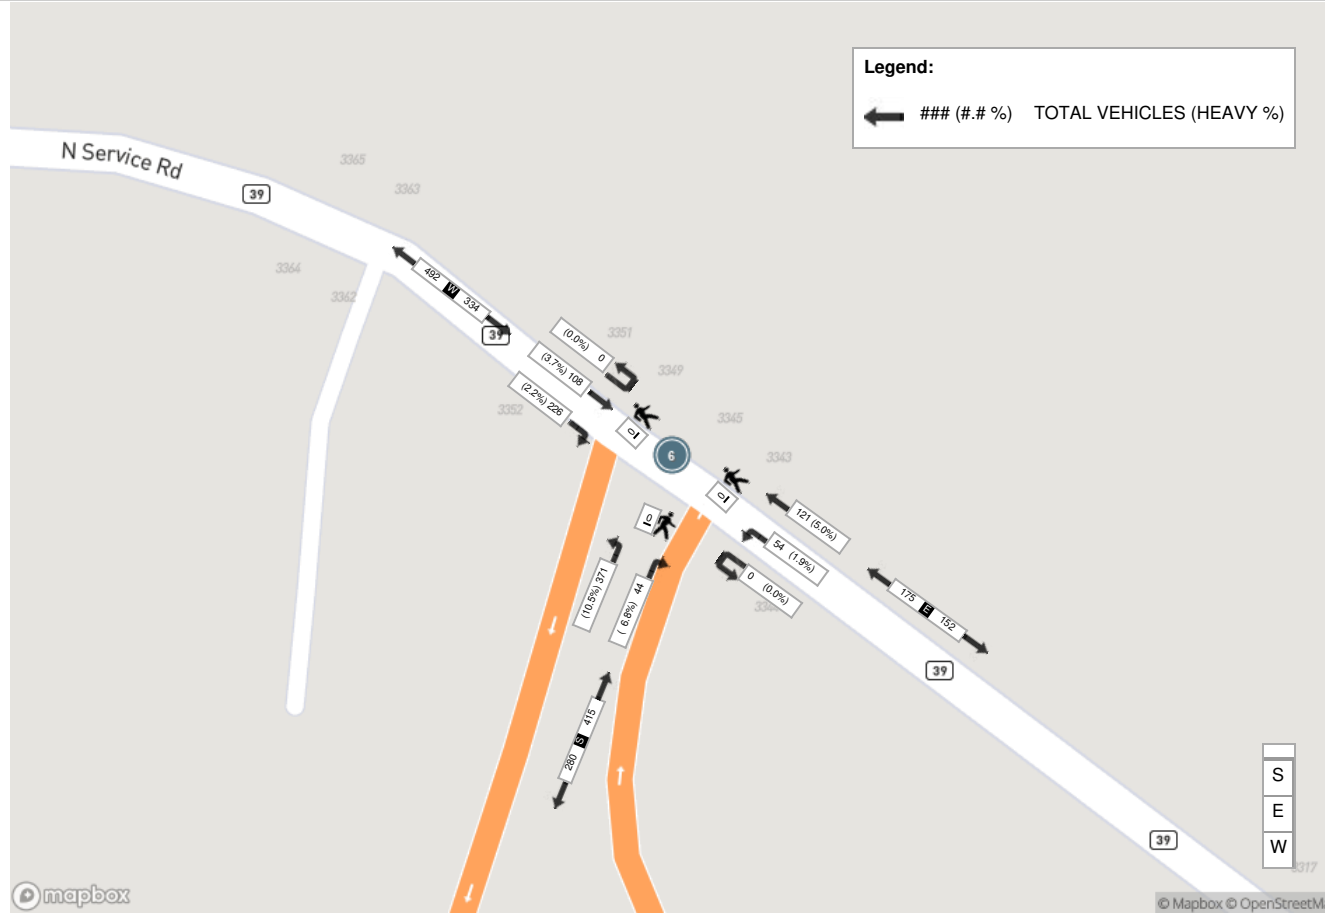 Legend:
### (#.# %) TOTAL VEHICLES (HEAVY %)
N Service Rd
39
3365
3363
3364
3362
492 W 334
39
(0.0%) 0
3351
(3.7%) 108
3349
(2.2%) 226
3352
0
6
3345
3343
0
0
121 (5.0%)
54 (1.9%)
0 (0.0%)
(10.5%) 371
(6.8%) 44
175 E 152
39
280 S 415
S
E
W
39
3317
mapbox
© Mapbox © OpenStreetM